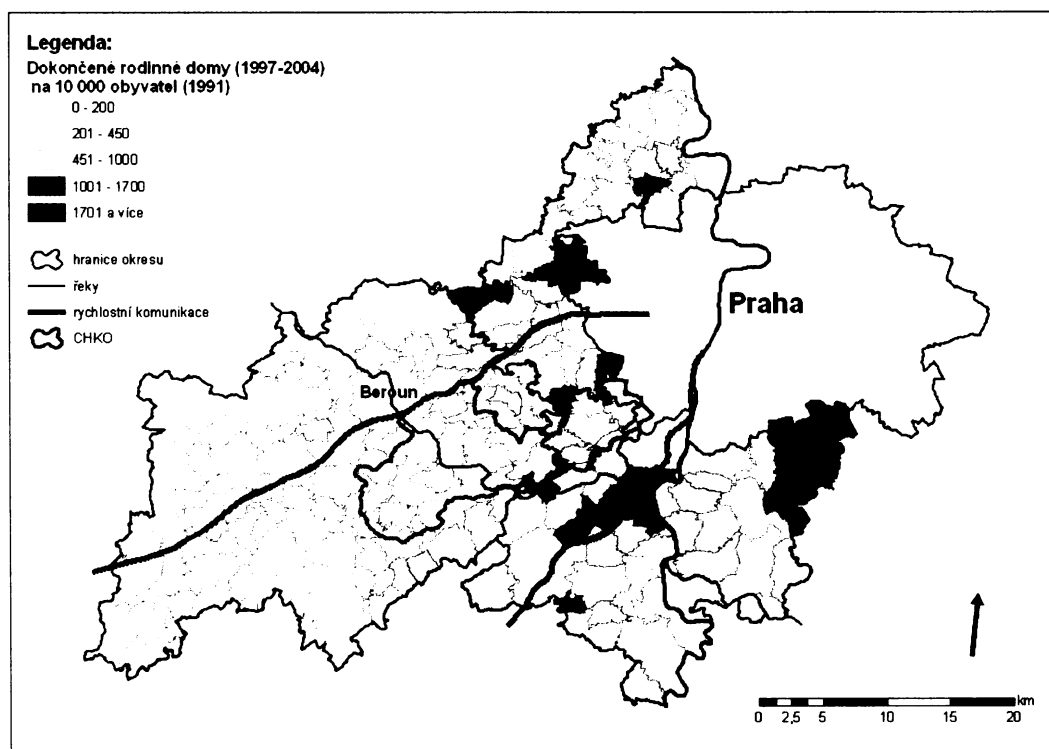 Legenda:
Dokončené rodinné domy (1997-2004)
na 10 000 obyvatel (1991)
0 - 200
201 - 450
451 - 1000
1001 - 1700
1701 a více
hranice okresu
řeky
rychlostní komunikace
CHKO
Praha
Beroun
km
0 2,5 5 10 15 20